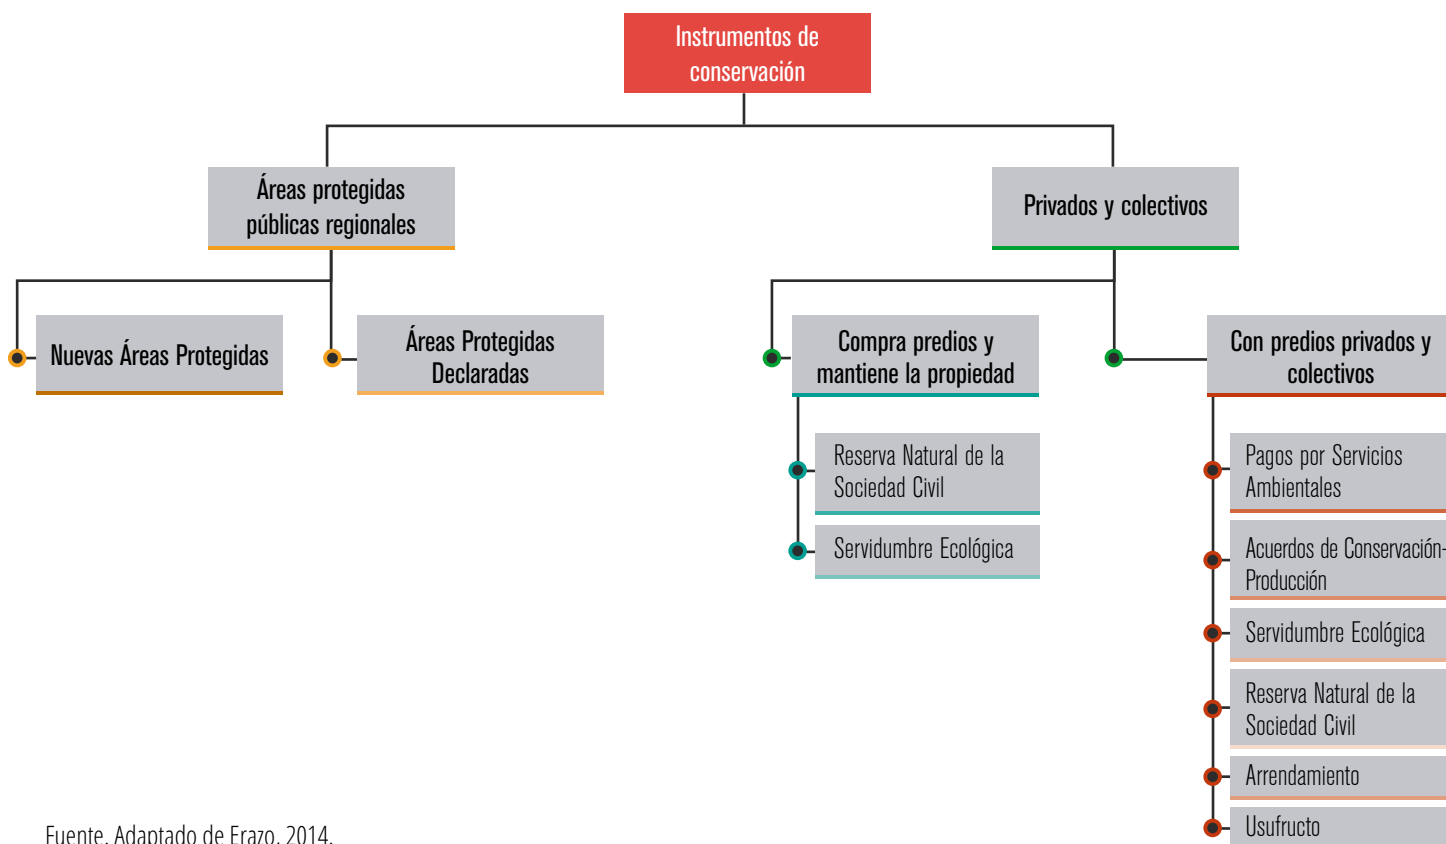 Instrumentos de
conservación
Áreas protegidas
públicas regionales
Privados y colectivos
Nuevas Áreas Protegidas
Áreas Protegidas
Declaradas
Compra predios y
mantiene la propiedad
Con predios privados y
colectivos
Reserva Natural de la
Sociedad Civil
Servidumbre Ecológica
Pagos por Servicios
Ambientales
Acuerdos de Conservación-
Producción
Servidumbre Ecológica
Reserva Natural de la
Sociedad Civil
Arrendamiento
Usufructo
Fuente. Adaptado de Erazo, 2014.